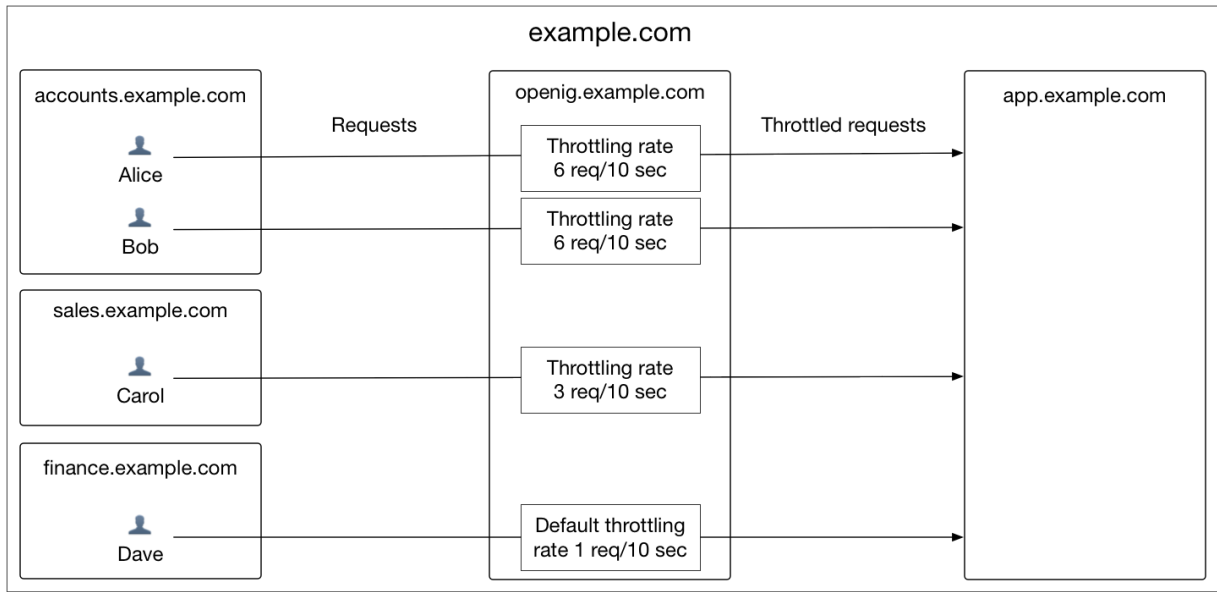 example.com
accounts.example.com
Alice
Bob
sales.example.com
Carol
finance.example.com
Dave
Requests
openig.example.com
Throttling rate
6 req/10 sec
Throttling rate
6 req/10 sec
Throttling rate
3 req/10 sec
Default throttling
rate 1 req/10 sec
Throttled requests
app.example.com